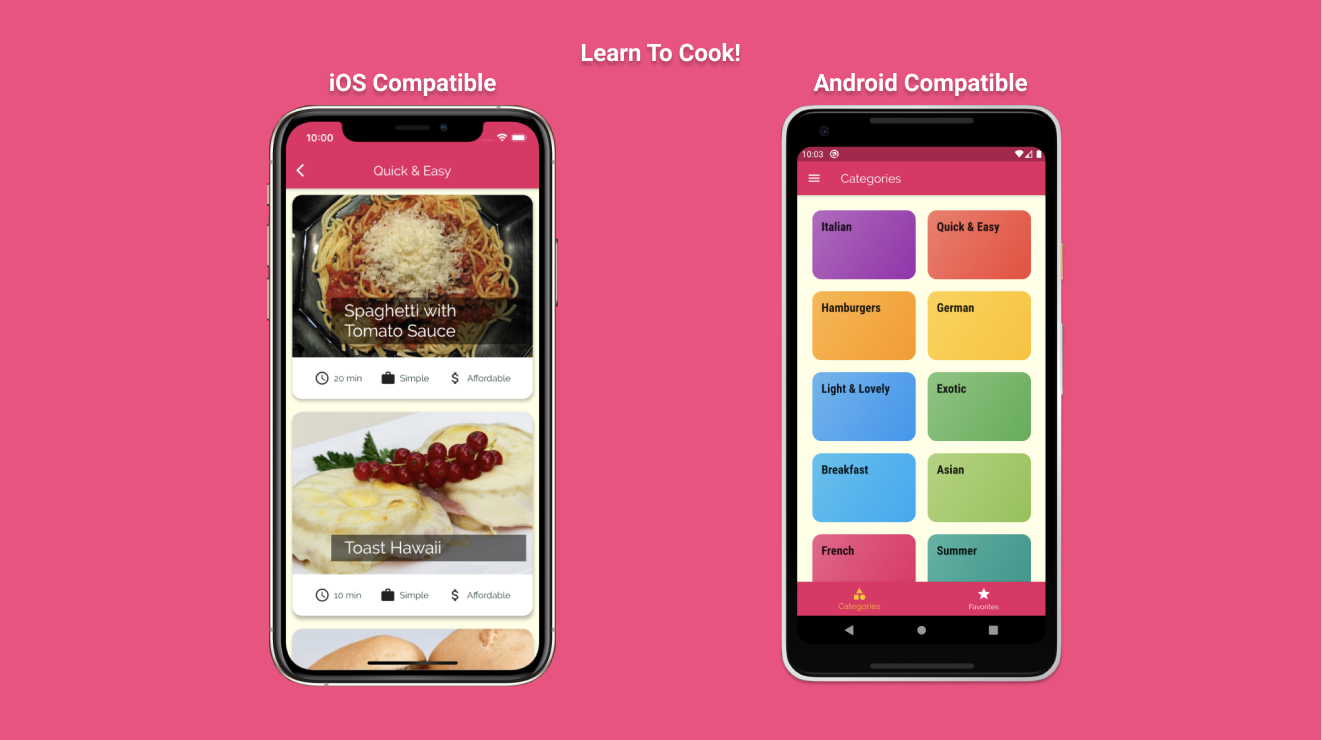 Learn To Cook!
iOS Compatible
Android Compatible
10:00
Quick & Easy
Spaghetti with
Tomato Sauce
20 min Simple Affordable
Toast Hawaii
10 min Simple Affordable
10:03
Categories
Italian
Quick & Easy
Hamburgers
German
Light & Lovely
Exotic
Breakfast
Asian
French
Summer
Categories
Favorites